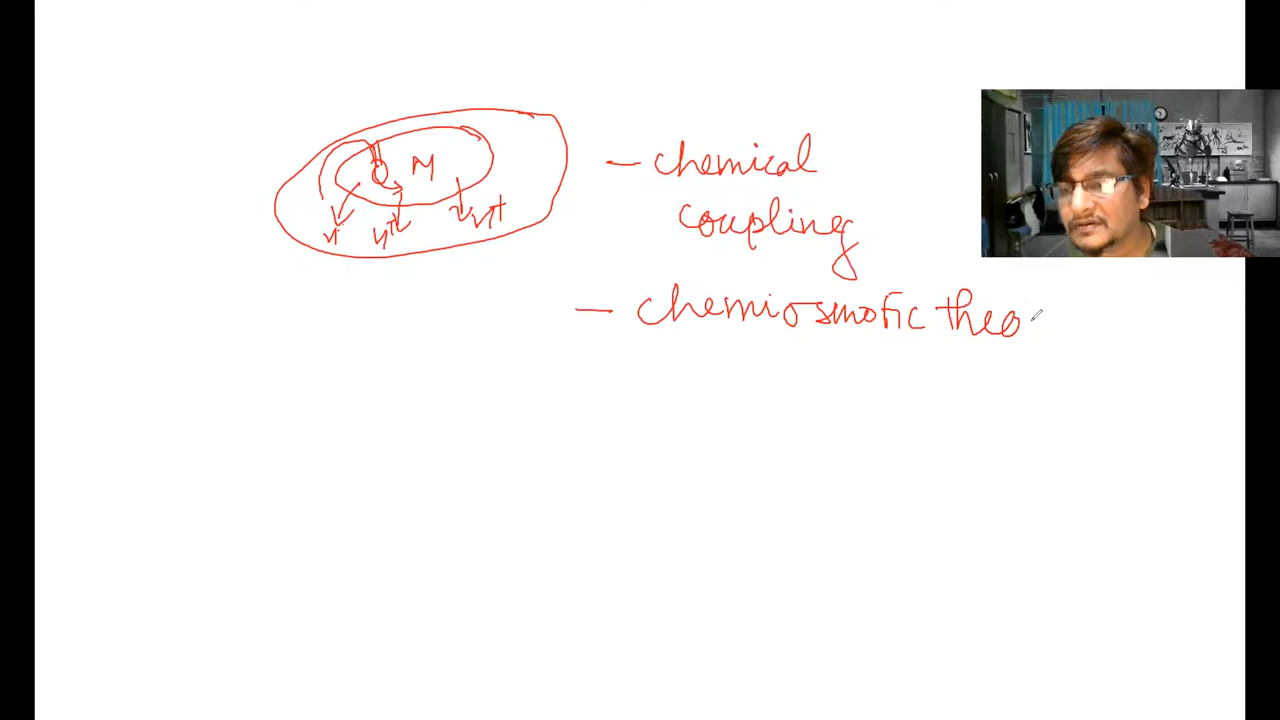 M
H⁺ H⁺ H⁺
– chemical
coupling
– chemiosmotic theo